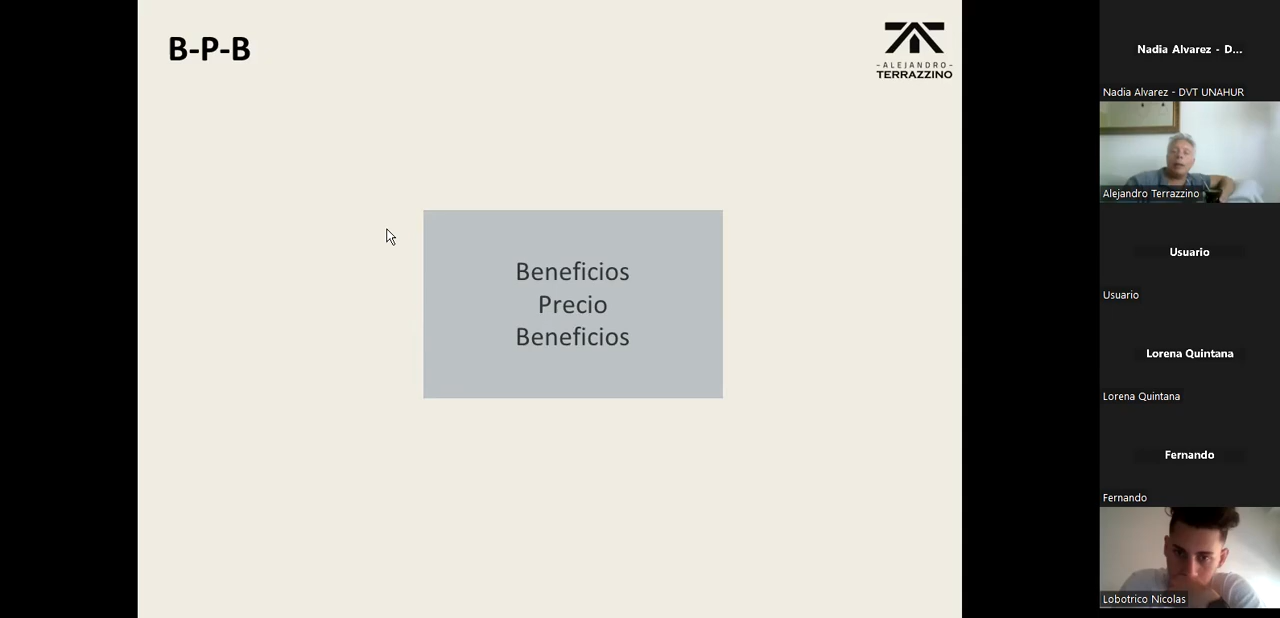 B-P-B
-ALEJANDRO-
TERRAZZINO
Beneficios
Precio
Beneficios
Nadia Alvarez - D...
Nadia Alvarez - DVT UNAHUR
Alejandro Terrazzino
Usuario
Usuario
Lorena Quintana
Lorena Quintana
Fernando
Fernando
Lobotrico Nicolas